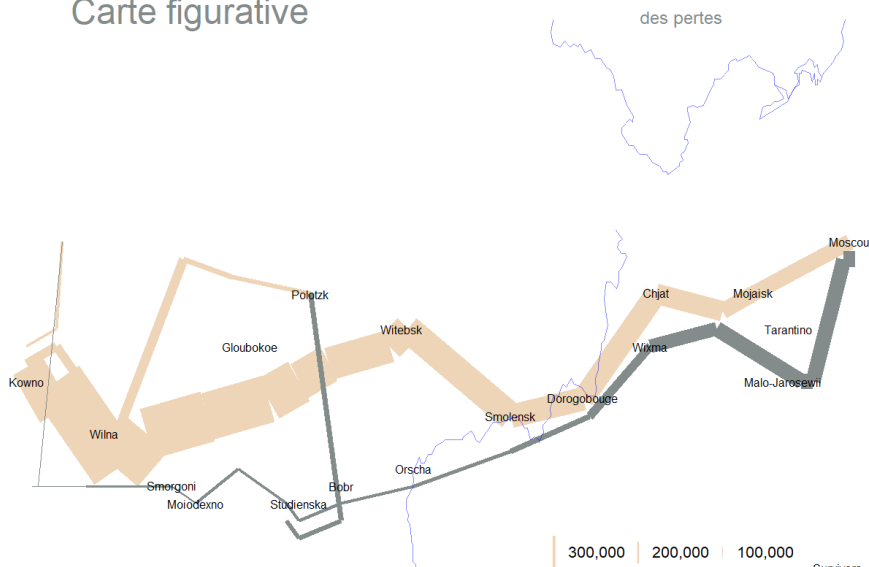 Carte figurative
des pertes
Moscou
Polotzk
Chjat
Mojaisk
Witebsk
Tarantino
Gloubokoe
Wixma
Kowno
Malo-Jarosewii
Dorogobouge
Smolensk
Wilna
Orscha
Smorgoni
Bobr
Moiodexno
Studienska
300,000 200,000 100,000